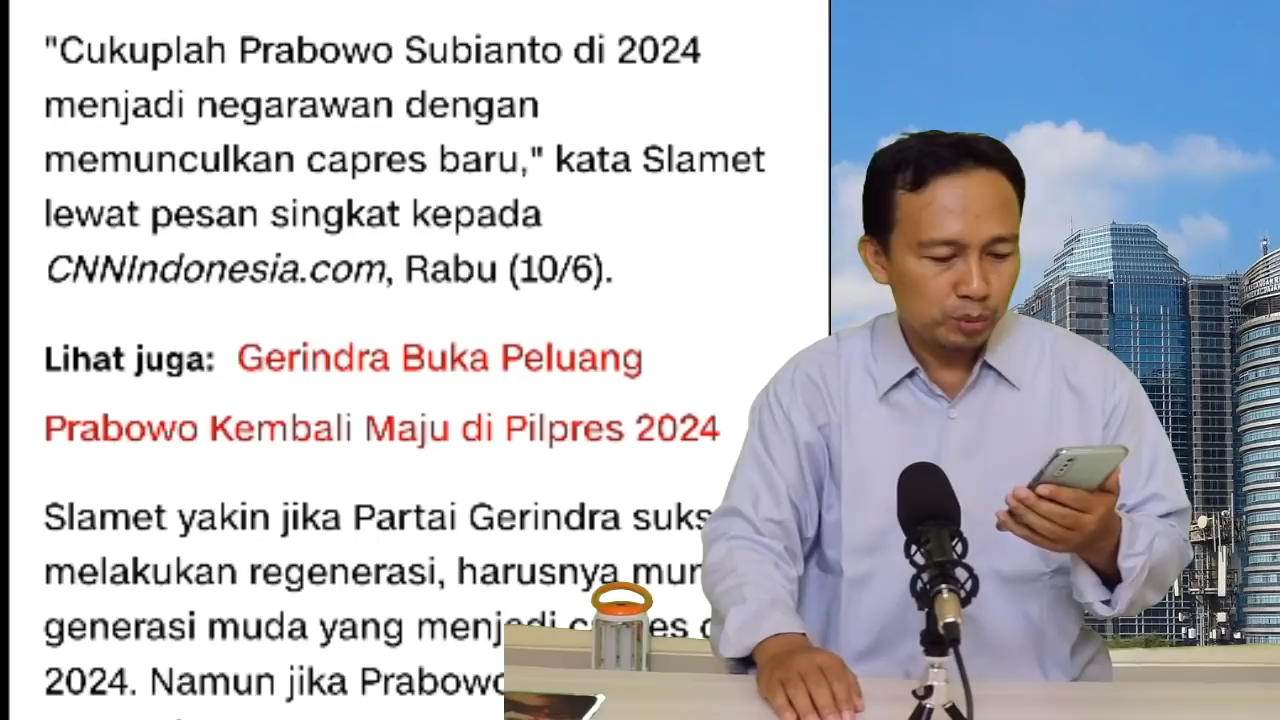 "Cukuplah Prabowo Subianto di 2024
menjadi negarawan dengan
memunculkan capres baru," kata Slamet
lewat pesan singkat kepada
CNNIndonesia.com, Rabu (10/6).
Lihat juga: Gerindra Buka Peluang
Prabowo Kembali Maju di Pilpres 2024
Slamet yakin jika Partai Gerindra suks
melakukan regenerasi, harusnya mun
generasi muda yang menjadi
2024. Namun jika Prabowo